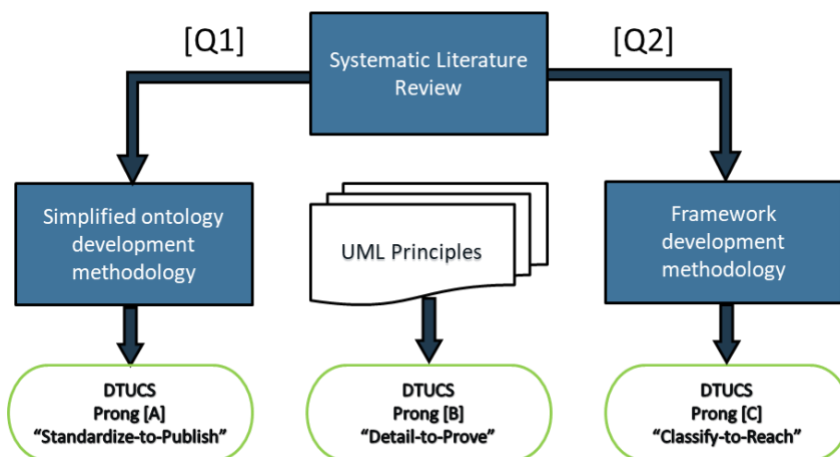 [Q1]
Systematic Literature
Review
[Q2]
Simplified ontology
development
methodology
UML Principles
Framework
development
methodology
DTUCS
Prong [A]
“Standardize-to-Publish”
DTUCS
Prong [B]
“Detail-to-Prove”
DTUCS
Prong [C]
“Classify-to-Reach”